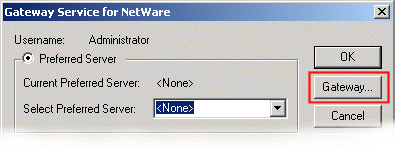 Gateway Service for NetWare
Username: Administrator
Preferred Server
OK
Current Preferred Server: <None>
Gateway...
Select Preferred Server: <None>
Cancel